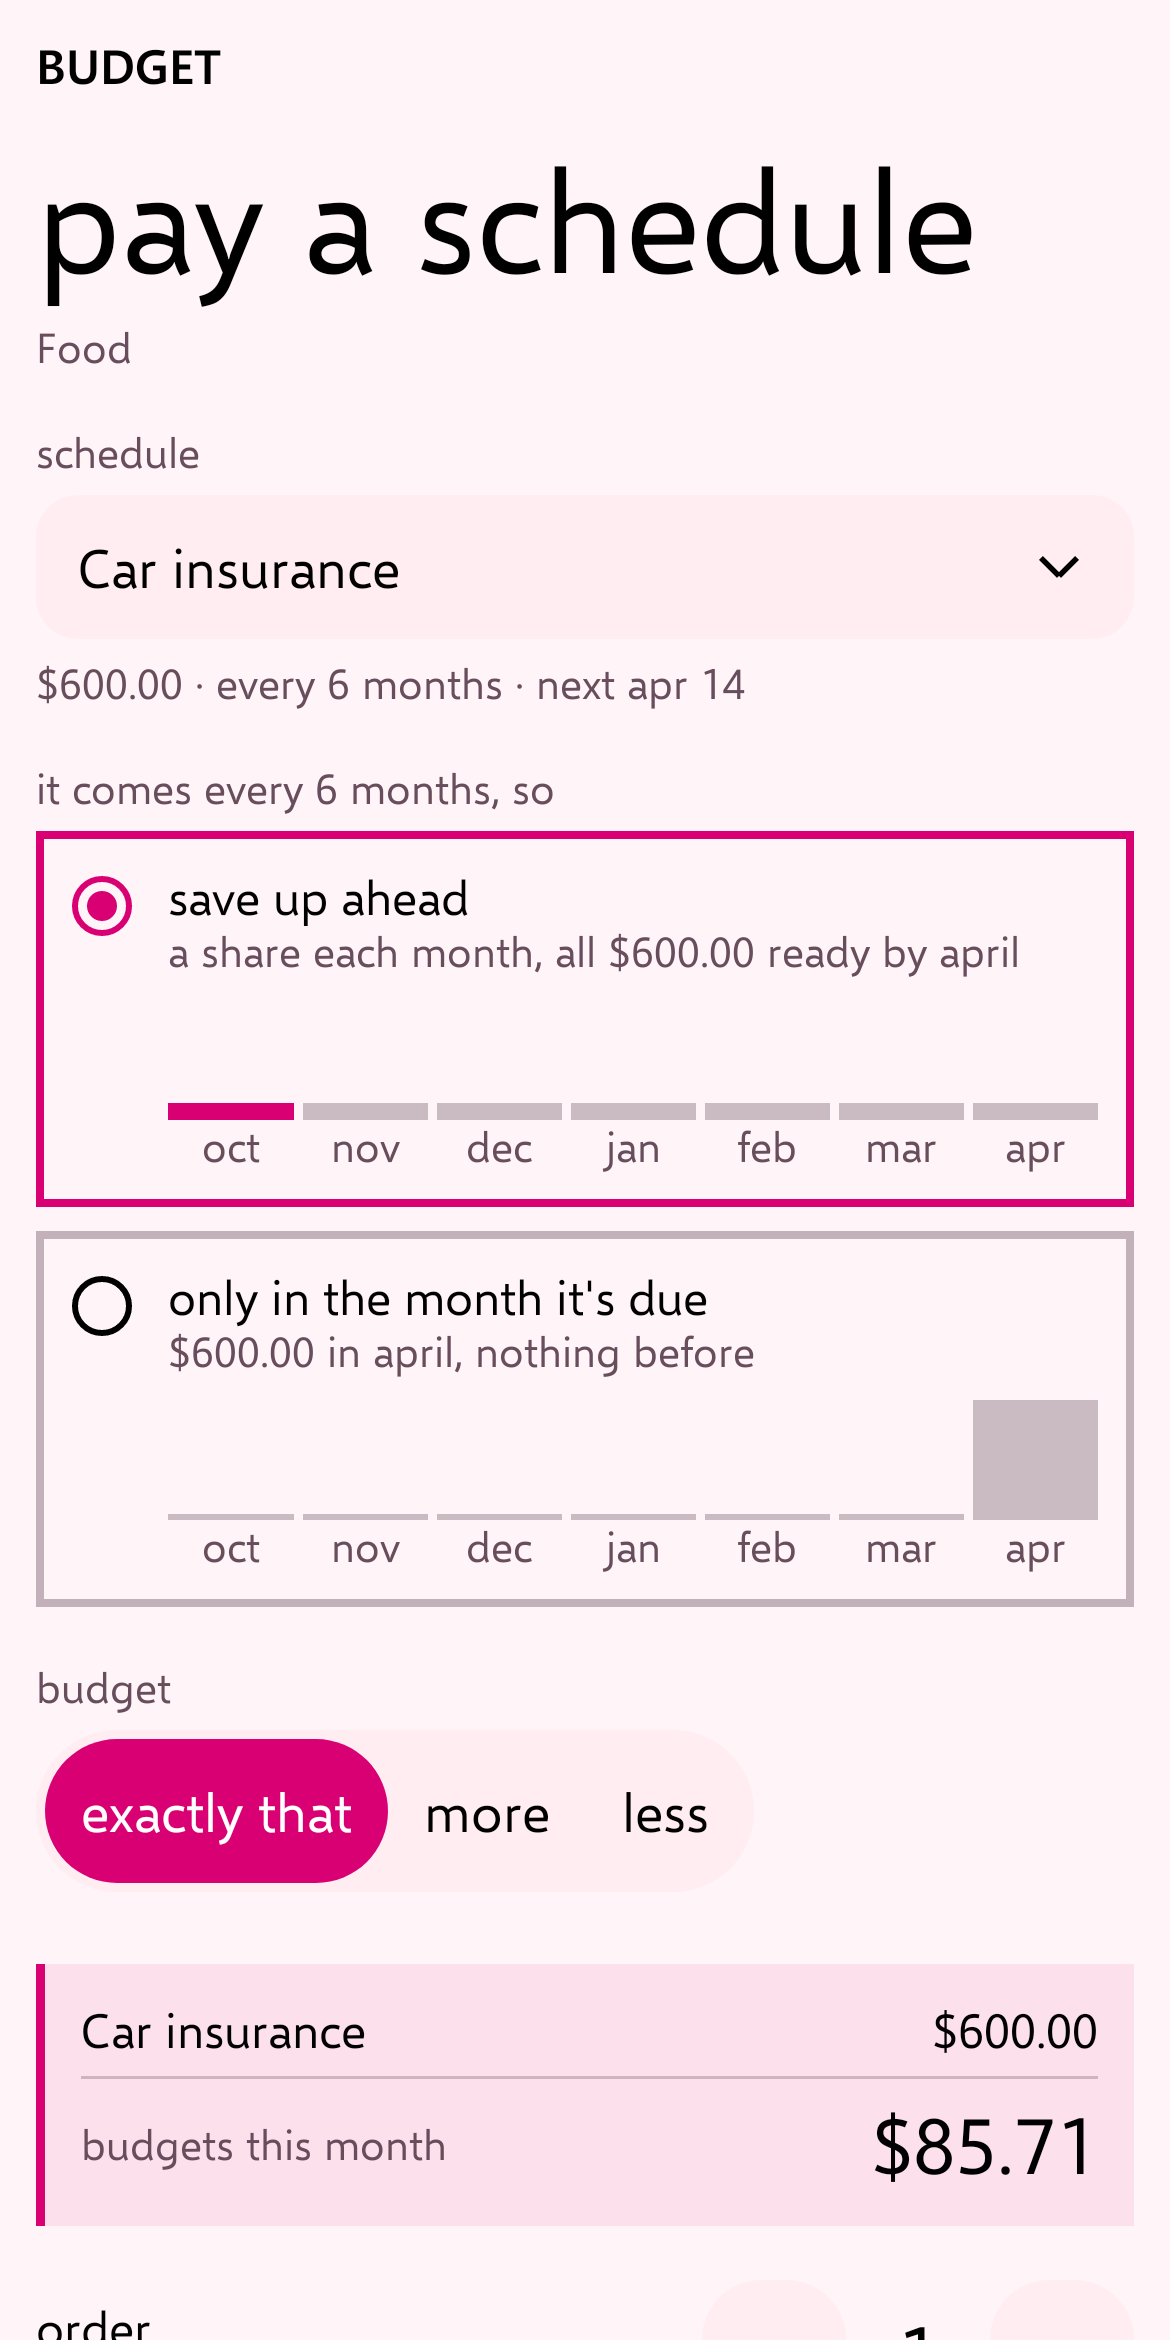 BUDGET
pay a schedule
Food
schedule
Car insurance
$600.00 · every 6 months · next apr 14
it comes every 6 months, so
save up ahead
a share each month, all $600.00 ready by april
oct nov dec jan feb mar apr
only in the month it's due
$600.00 in april, nothing before
oct nov dec jan feb mar apr
budget
exactly that more less
Car insurance $600.00
budgets this month $85.71
order 1